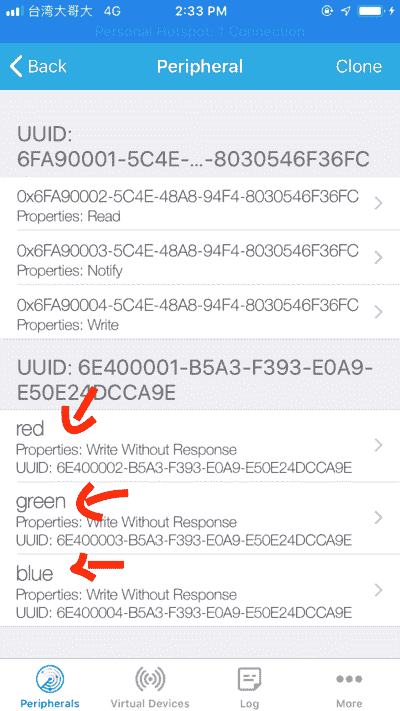 台湾大哥大 4G 2:33 PM
Personal Hotspot: 1 Connection
Back Peripheral Clone
UUID:
6FA90001-5C4E-...-8030546F36FC
0x6FA90002-5C4E-48A8-94F4-8030546F36FC
Properties: Read
0x6FA90003-5C4E-48A8-94F4-8030546F36FC
Properties: Notify
0x6FA90004-5C4E-48A8-94F4-8030546F36FC
Properties: Write
UUID: 6E400001-B5A3-F393-E0A9-
E50E24DCCA9E
red
Properties: Write Without Response
UUID: 6E400002-B5A3-F393-E0A9-E50E24DCCA9E
green
Properties: Write Without Response
UUID: 6E400003-B5A3-F393-E0A9-E50E24DCCA9E
blue
Properties: Write Without Response
UUID: 6E400004-B5A3-F393-E0A9-E50E24DCCA9E
Peripherals Virtual Devices Log More